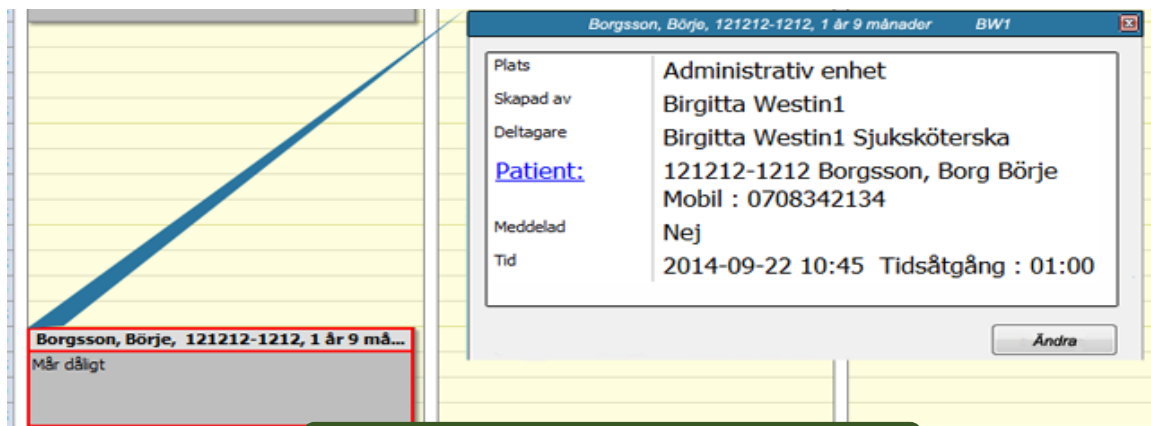 Borgsson, Börje, 121212-1212, 1 år 9 månader BW1
Plats Administrativ enhet
Skapad av Birgitta Westin1
Deltagare Birgitta Westin1 Sjuksköterska
Patient: 121212-1212 Borgsson, Borg Börje
Mobil : 0708342134
Meddelad Nej
Tid 2014-09-22 10:45 Tidsåtgång : 01:00
Ändra
Borgsson, Börje, 121212-1212, 1 år 9 må...
Mår dåligt